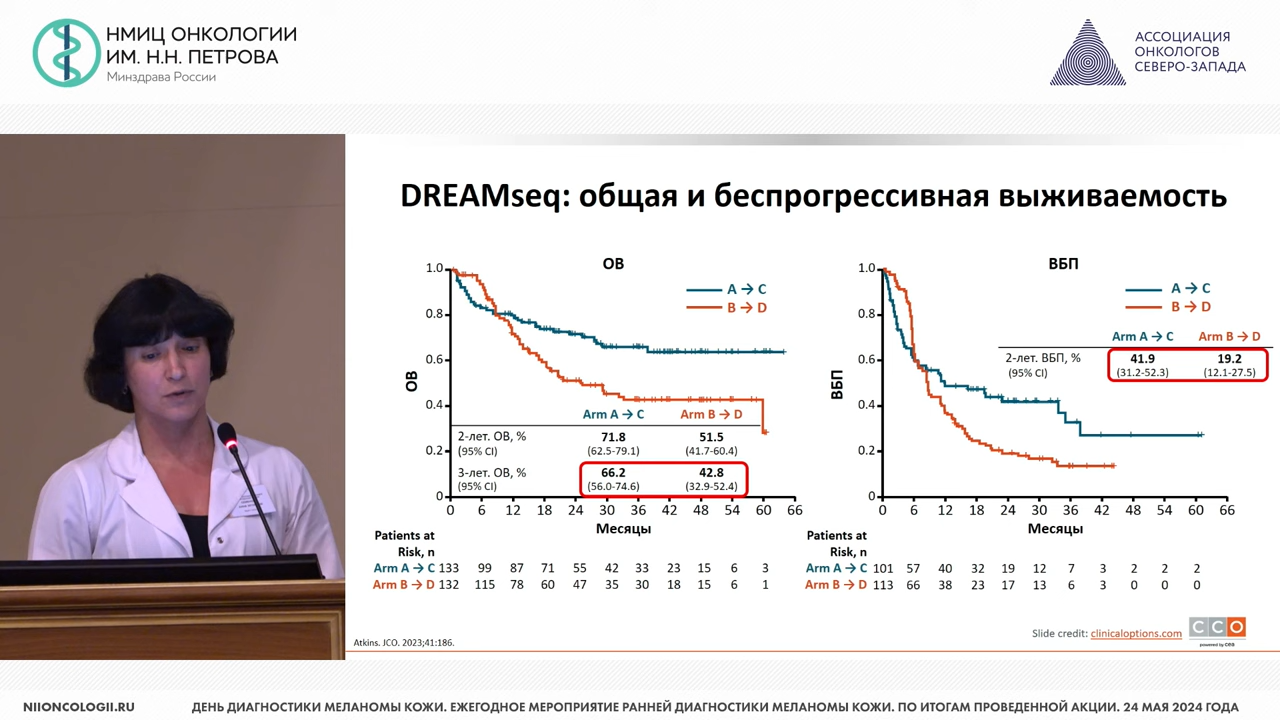 НМИЦ ОНКОЛОГИИ
ИМ. Н.Н. ПЕТРОВА
Минздрава России
АССОЦИАЦИЯ
ОНКОЛОГОВ
СЕВЕРО-ЗАПАДА
DREAMseq: общая и беспрогрессивная выживаемость
ОВ
1.0
0.8
0.6
0.4
0.2
0
ОВ
A → C
B → D
Arm A → C Arm B → D
2-лет. ОВ, % 71.8 51.5
(95% CI) (62.5-79.1) (41.7-60.4)
3-лет. ОВ, % 66.2 42.8
(95% CI) (56.0-74.6) (32.9-52.4)
0 6 12 18 24 30 36 42 48 54 60 66
Месяцы
Patients at
Risk, n
Arm A → C 133 99 87 71 55 42 33 23 15 6 3
Arm B → D 132 115 78 60 47 35 30 18 15 6 1
ВБП
1.0
0.8
0.6
0.4
0.2
0
ВБП
A → C
B → D
Arm A → C Arm B → D
2-лет. ВБП, % 41.9 19.2
(95% CI) (31.2-52.3) (12.1-27.5)
0 6 12 18 24 30 36 42 48 54 60 66
Месяцы
Patients at
Risk, n
Arm A → C 101 57 40 32 19 12 7 3 2 2 2
Arm B → D 113 66 38 23 17 13 6 3 0 0 0
Atkins. JCO. 2023;41:186.
Slide credit: clinicaloptions.com
CCO
powered by CEG
NIIONCOLOGII.RU
ДЕНЬ ДИАГНОСТИКИ МЕЛАНОМЫ КОЖИ. ЕЖЕГОДНОЕ МЕРОПРИЯТИЕ РАННЕЙ ДИАГНОСТИКИ МЕЛАНОМЫ КОЖИ. ПО ИТОГАМ ПРОВЕДЕННОЙ АКЦИИ. 24 МАЯ 2024 ГОДА